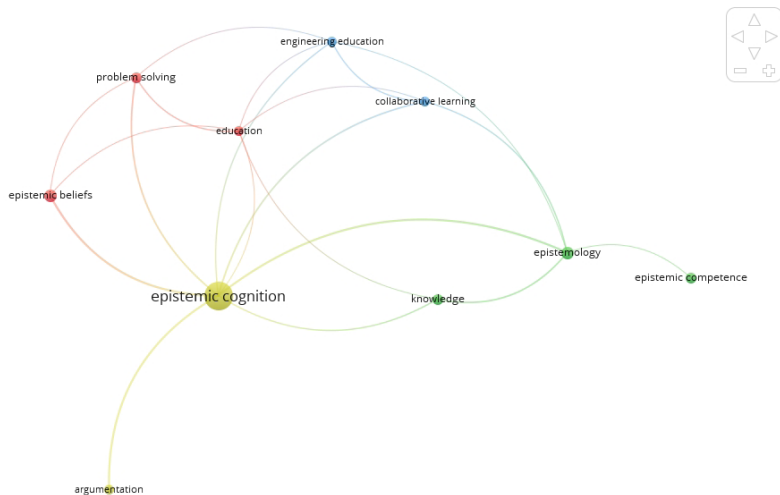 engineering education
problem solving
collaborative learning
education
epistemic beliefs
epistemology
epistemic competence
epistemic cognition
knowledge
argumentation